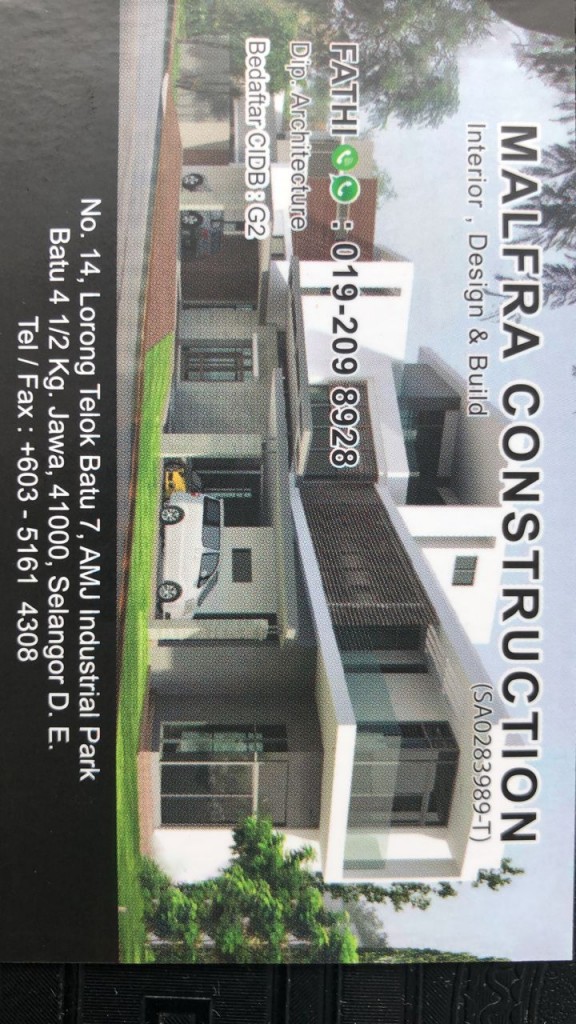 MALFRA CONSTRUCTION
(SA0283989-T)
Interior , Design & Build
FATHI : 019-209 8928
Dip. Architecture
Bedaftar CIDB : G2
No. 14, Lorong Telok Batu 7, AMJ Industrial Park
Batu 4 1/2 Kg. Jawa, 41000, Selangor D. E.
Tel / Fax : +603 - 5161 4308